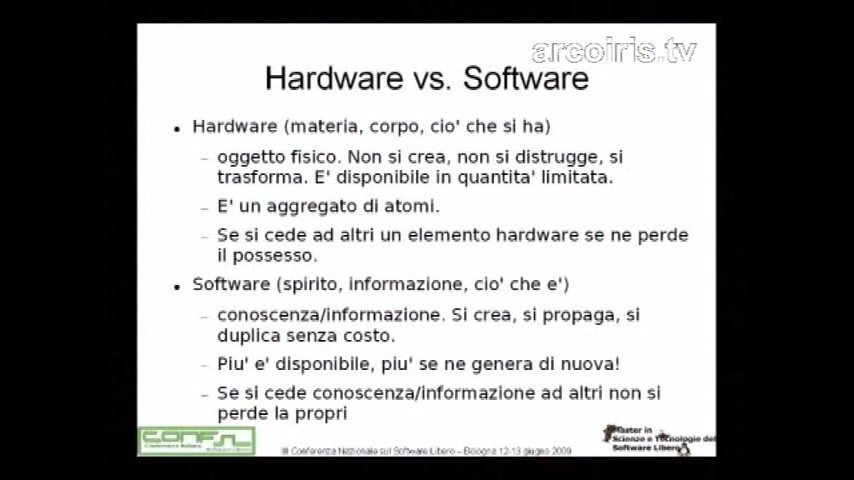 arcoiris.tv
Hardware vs. Software
Hardware (materia, corpo, cio' che si ha)
oggetto fisico. Non si crea, non si distrugge, si
trasforma. E' disponibile in quantita' limitata.
E' un aggregato di atomi.
Se si cede ad altri un elemento hardware se ne perde
il possesso.
Software (spirito, informazione, cio' che e')
conoscenza/informazione. Si crea, si propaga, si
duplica senza costo.
Piu' e' disponibile, piu' se ne genera di nuova!
Se si cede conoscenza/informazione ad altri non si
perde la propri
CONFSL
III Conferenza Nazionale sul Software Libero – Bologna 12-13 giugno 2009
Master in
Scienze e Tecnologie del
Software Libero